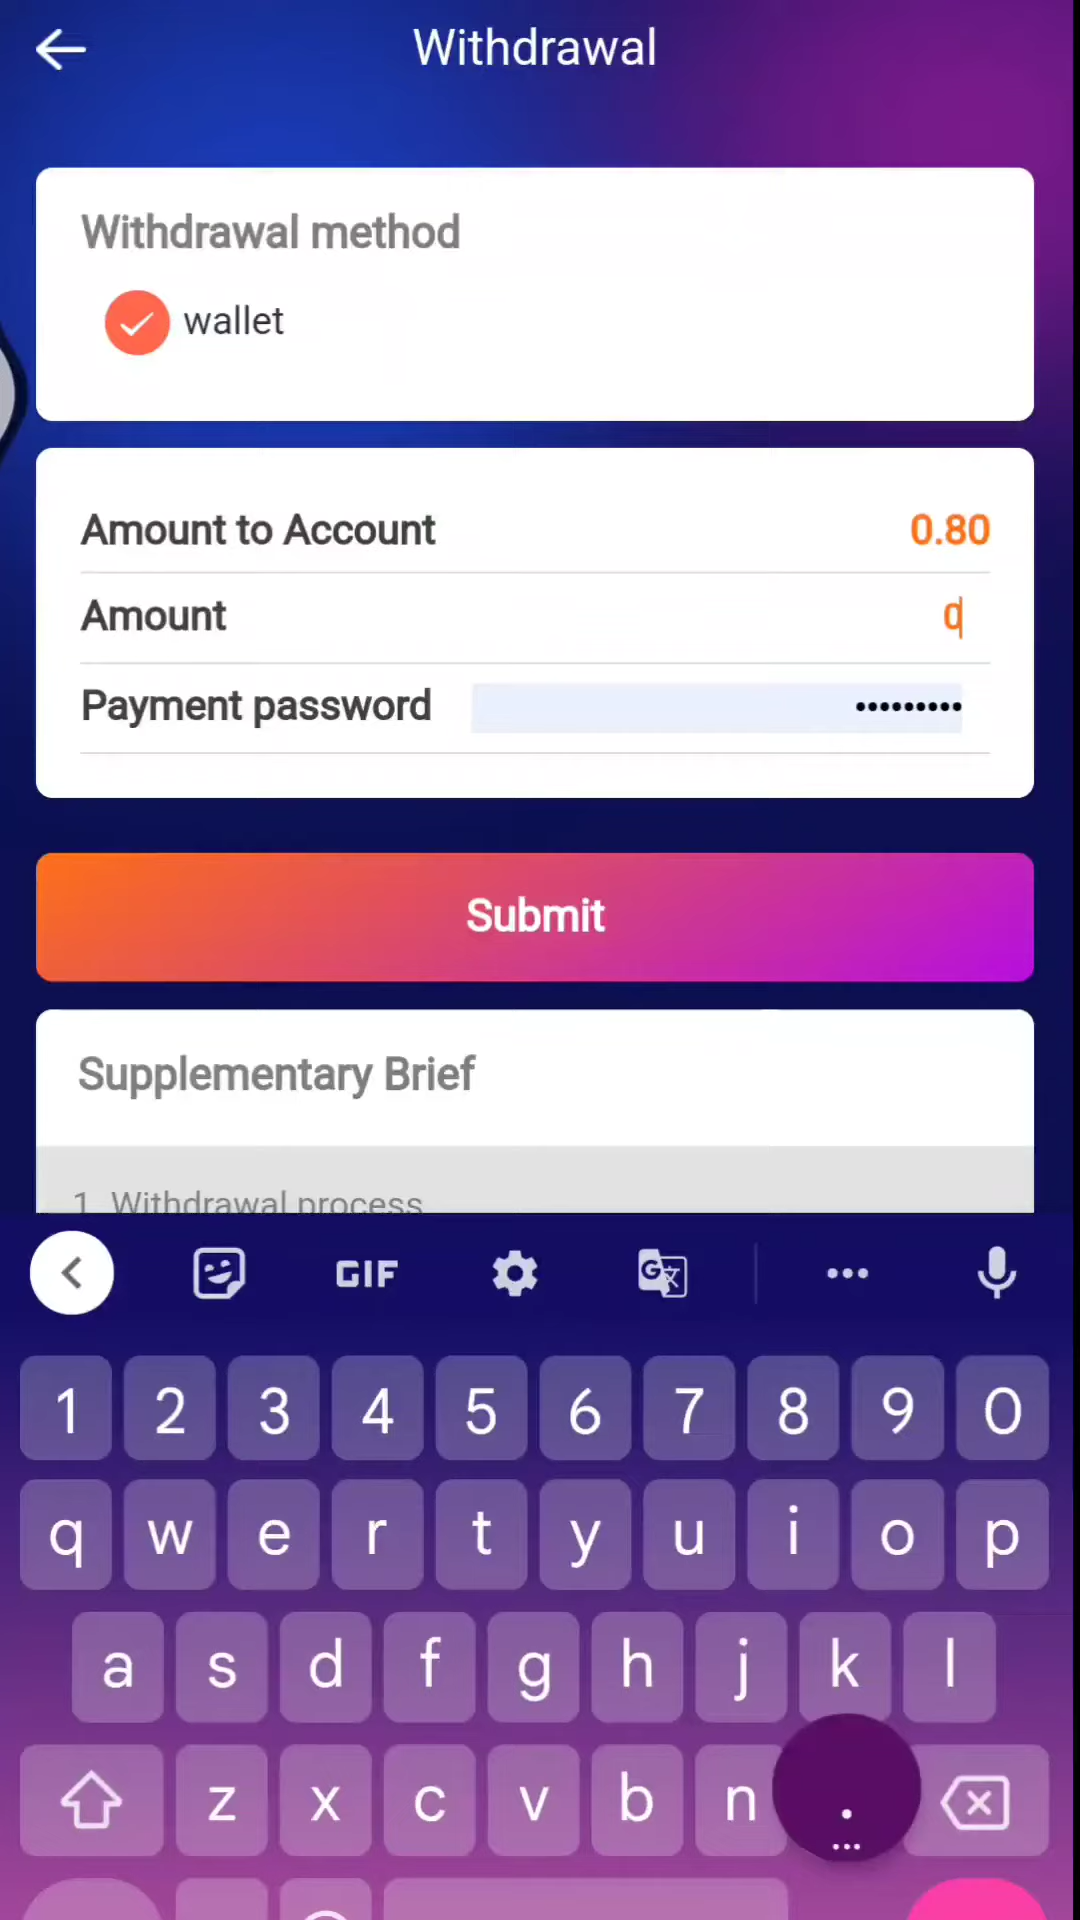 Withdrawal
Withdrawal method
wallet
Amount to Account 0.80
Amount 0
Payment password •••••••••
Submit
Supplementary Brief
1. Withdrawal process
GIF
1 2 3 4 5 6 7 8 9 0
q w e r t y u i o p
a s d f g h j k l
z x c v b n .